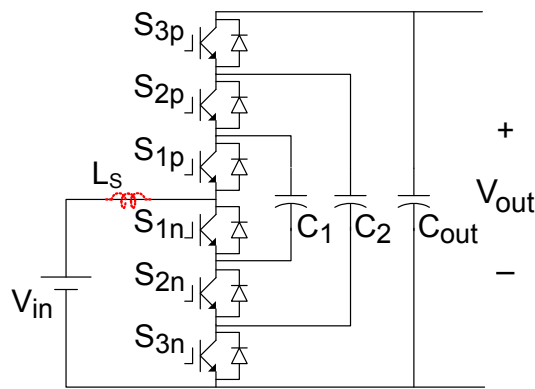 S3p
S2p
S1p
LS
S1n
S2n
S3n
Vin
C1
C2
Cout
+
Vout
–